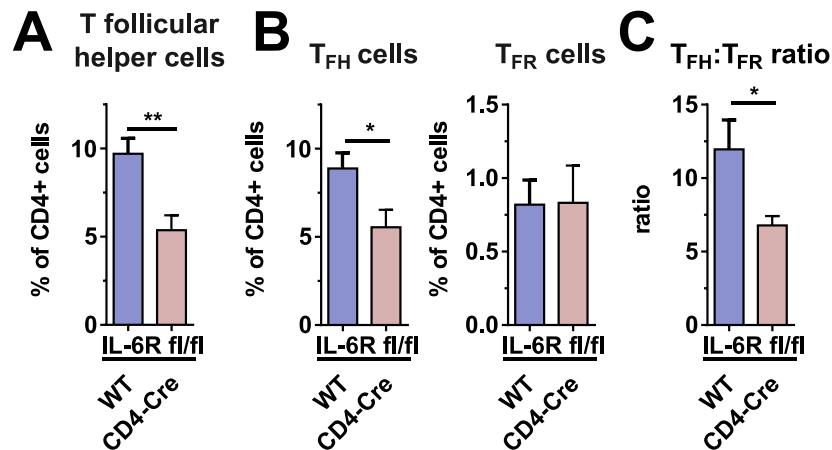 A
T follicular
helper cells
% of CD4+ cells
10
5
0
**
IL-6R fl/fl
WT
CD4-Cre
B
TFH cells
% of CD4+ cells
10
5
0
*
IL-6R fl/fl
WT
CD4-Cre
TFR cells
% of CD4+ cells
1.5
1.0
0.5
0.0
IL-6R fl/fl
WT
CD4-Cre
C
TFH:TFR ratio
ratio
15
10
5
0
*
IL-6R fl/fl
WT
CD4-Cre